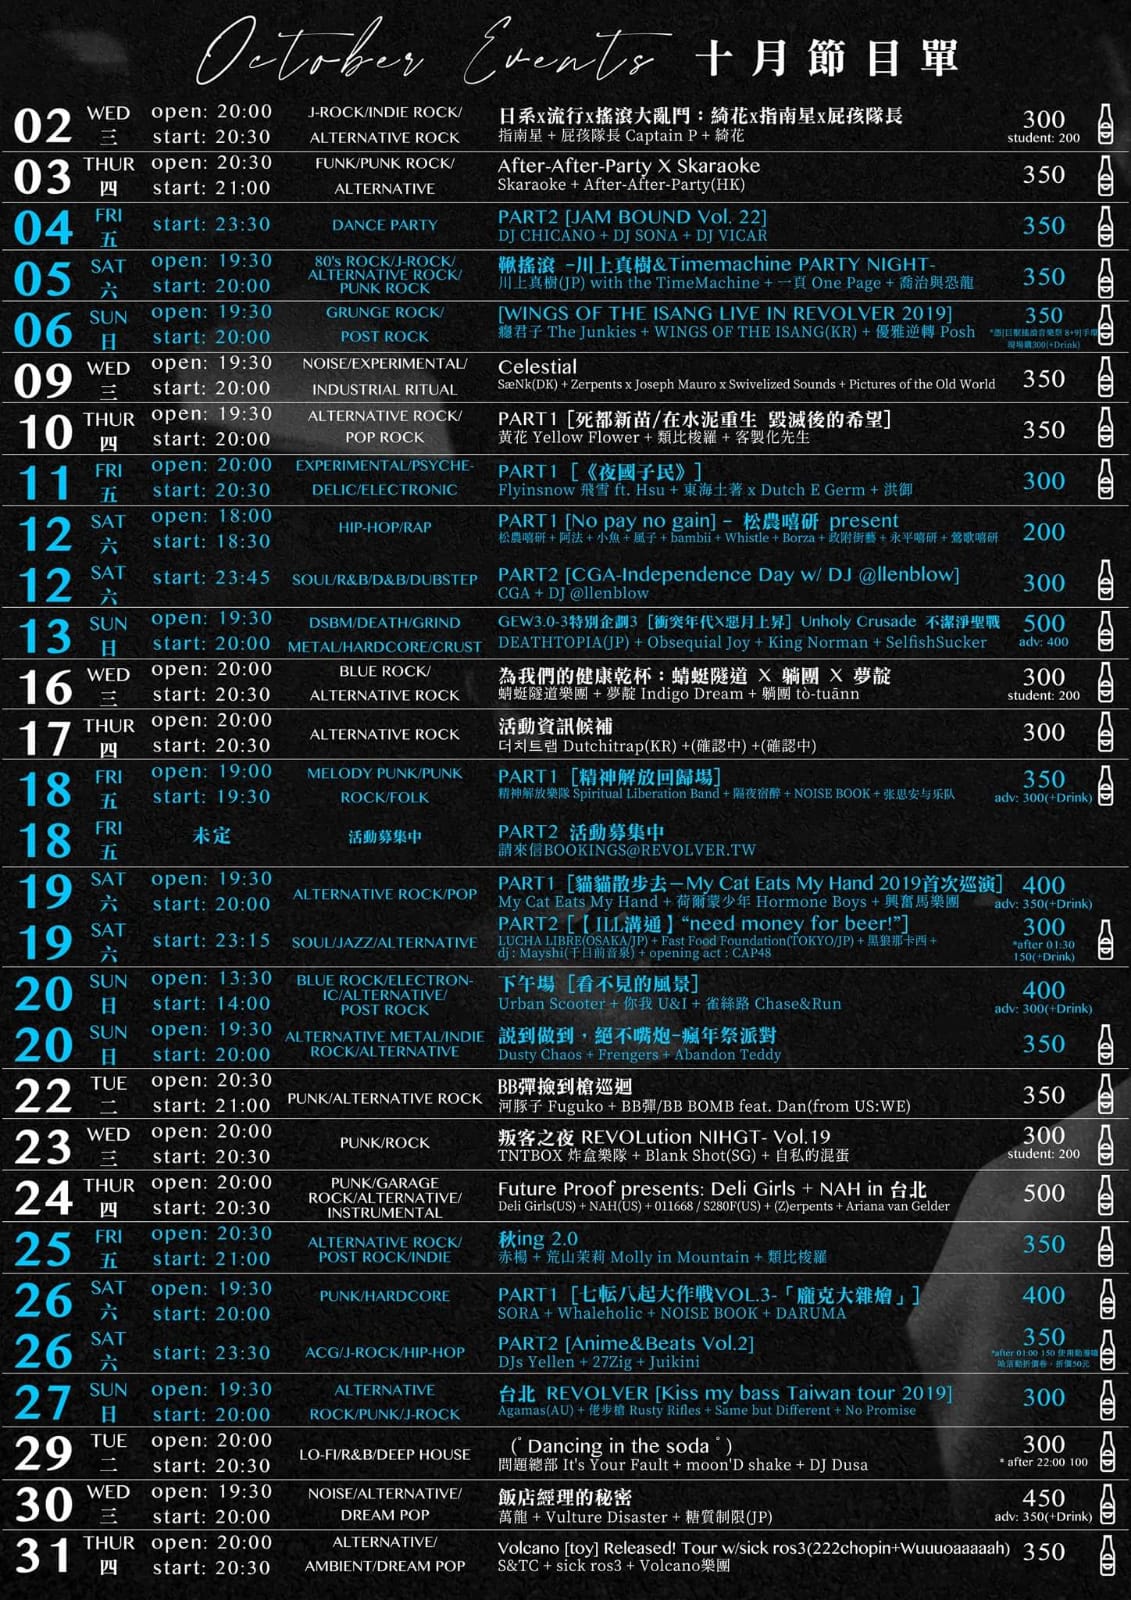 October Events 十月節目單
02 WED 三 open: 20:00 start: 20:30 J-ROCK/INDIE ROCK/ ALTERNATIVE ROCK
日系x流行x搖滾大亂鬥：綺花x指南星x屁孩隊長
指南星 + 屁孩隊長 Captain P + 綺花
300
student: 200
03 THUR 四 open: 20:30 start: 21:00 FUNK/PUNK ROCK/ ALTERNATIVE
After-After-Party X Skaraoke
Skaraoke + After-After-Party(HK)
350
04 FRI 五 start: 23:30 DANCE PARTY
PART2 [JAM BOUND Vol. 22]
DJ CHICANO + DJ SONA + DJ VICAR
350
05 SAT 六 open: 19:30 start: 20:00 80's ROCK/J-ROCK/ ALTERNATIVE ROCK/ PUNK ROCK
鞦搖滾 -川上真樹&Timemachine PARTY NIGHT-
川上真樹(JP) with the TimeMachine + 一頁 One Page + 喬治與恐龍
350
06 SUN 日 open: 19:30 start: 20:00 GRUNGE ROCK/ POST ROCK
[WINGS OF THE ISANG LIVE IN REVOLVER 2019]
癮君子 The Junkies + WINGS OF THE ISANG(KR) + 優雅逆轉 Posh
350
現場購300(+Drink)
09 WED 三 open: 19:30 start: 20:00 NOISE/EXPERIMENTAL/ INDUSTRIAL RITUAL
Celestial
SæNk(DK) + Zerpents x Joseph Mauro x Swivelized Sounds + Pictures of the Old World
350
10 THUR 四 open: 19:30 start: 20:00 ALTERNATIVE ROCK/ POP ROCK
PART1 [死都新苗/在水泥重生 毀滅後的希望]
黃花 Yellow Flower + 類比梭羅 + 客製化先生
350
11 FRI 五 open: 20:00 start: 20:30 EXPERIMENTAL/PSYCHE- DELIC/ELECTRONIC
PART1 [《夜國子民》]
Flyinsnow 飛雪 ft. Hsu + 東海土著 x Dutch E Germ + 洪御
300
12 SAT 六 open: 18:00 start: 18:30 HIP-HOP/RAP
PART1 [No pay no gain] - 松農嘻研 present
松農嘻研 + 阿法 + 小魚 + 風子 + bambii + Whistle + Borza + 政附街藝 + 永平嘻研 + 鶯歌嘻研
200
12 SAT 六 start: 23:45 SOUL/R&B/D&B/DUBSTEP
PART2 [CGA-Independence Day w/ DJ @llenblow]
CGA + DJ @llenblow
300
13 SUN 日 open: 19:30 start: 20:00 DSBM/DEATH/GRIND METAL/HARDCORE/CRUST
GEW3.0-3特別企劃3 [衝突年代X惡月上昇] Unholy Crusade 不潔淨聖戰
DEATHTOPIA(JP) + Obsequial Joy + King Norman + SelfishSucker
500
adv: 400
16 WED 三 open: 20:00 start: 20:30 BLUE ROCK/ ALTERNATIVE ROCK
為我們的健康乾杯：蜻蜓隧道 X 躺團 X 夢靛
蜻蜓隧道樂團 + 夢靛 Indigo Dream + 躺團 tò-tuānn
300
student: 200
17 THUR 四 open: 20:00 start: 20:30 ALTERNATIVE ROCK
活動資訊候補
더치트랩 Dutchitrap(KR) +(確認中) +(確認中)
300
18 FRI 五 open: 19:00 start: 19:30 MELODY PUNK/PUNK ROCK/FOLK
PART1 [精神解放回歸場]
精神解放樂隊 Spiritual Liberation Band + 隔夜宿醉 + NOISE BOOK + 张思安与乐队
350
adv: 300(+Drink)
18 FRI 五 未定 活動募集中
PART2 活動募集中
請來信BOOKINGS@REVOLVER.TW
19 SAT 六 open: 19:30 start: 20:00 ALTERNATIVE ROCK/POP
PART1 [貓貓散步去－My Cat Eats My Hand 2019首次巡演]
My Cat Eats My Hand + 荷爾蒙少年 Hormone Boys + 興奮馬樂團
400
adv: 350(+Drink)
19 SAT 六 start: 23:15 SOUL/JAZZ/ALTERNATIVE
PART2 [【ILL溝通】“need money for beer!”]
LUCHA LIBRE(OSAKA/JP) + Fast Food Foundation(TOKYO/JP) + 黑狼那卡西 +
dj : Mayshi(千日前音泉) + opening act : CAP48
300
*after 01:30
150(+Drink)
20 SUN 日 open: 13:30 start: 14:00 BLUE ROCK/ELECTRON- IC/ALTERNATIVE/ POST ROCK
下午場 [看不見的風景]
Urban Scooter + 你我 U&I + 雀絲路 Chase&Run
400
adv: 300(+Drink)
20 SUN 日 open: 19:30 start: 20:00 ALTERNATIVE METAL/INDIE ROCK/ALTERNATIVE
説到做到，絕不嘴炮-瘋年祭派對
Dusty Chaos + Frengers + Abandon Teddy
350
22 TUE 二 open: 20:30 start: 21:00 PUNK/ALTERNATIVE ROCK
BB彈撿到槍巡迴
河豚子 Fuguko + BB彈/BB BOMB feat. Dan(from US:WE)
350
23 WED 三 open: 20:00 start: 20:30 PUNK/ROCK
叛客之夜 REVOLution NIHGT- Vol.19
TNTBOX 炸盒樂隊 + Blank Shot(SG) + 自私的混蛋
300
student: 200
24 THUR 四 open: 20:00 start: 20:30 PUNK/GARAGE ROCK/ALTERNATIVE/ INSTRUMENTAL
Future Proof presents: Deli Girls + NAH in 台北
Deli Girls(US) + NAH(US) + 011668 / S280F(US) + (Z)erpents + Ariana van Gelder
500
25 FRI 五 open: 20:30 start: 21:00 ALTERNATIVE ROCK/ POST ROCK/INDIE
秋ing 2.0
赤楊 + 荒山茉莉 Molly in Mountain + 類比梭羅
350
26 SAT 六 open: 19:30 start: 20:00 PUNK/HARDCORE
PART1 [七転八起大作戰VOL.3-「龐克大雜燴」]
SORA + Whaleholic + NOISE BOOK + DARUMA
400
26 SAT 六 start: 23:30 ACG/J-ROCK/HIP-HOP
PART2 [Anime&Beats Vol.2]
DJs Yellen + 27Zig + Juikini
350
27 SUN 日 open: 19:30 start: 20:00 ALTERNATIVE ROCK/PUNK/J-ROCK
台北 REVOLVER [Kiss my bass Taiwan tour 2019]
Agamas(AU) + 佬步槍 Rusty Rifles + Same but Different + No Promise
300
29 TUE 二 open: 20:00 start: 20:30 LO-FI/R&B/DEEP HOUSE
(ﾟDancing in the sodaﾟ)
問題總部 It's Your Fault + moon'D shake + DJ Dusa
300
* after 22:00 100
30 WED 三 open: 19:30 start: 20:00 NOISE/ALTERNATIVE/ DREAM POP
飯店經理的秘密
萬龍 + Vulture Disaster + 糖質制限(JP)
450
adv: 350(+Drink)
31 THUR 四 open: 19:30 start: 20:00 ALTERNATIVE/ AMBIENT/DREAM POP
Volcano [toy] Released! Tour w/sick ros3(222chopin+Wuuuoaaaaah)
S&TC + sick ros3 + Volcano樂團
350